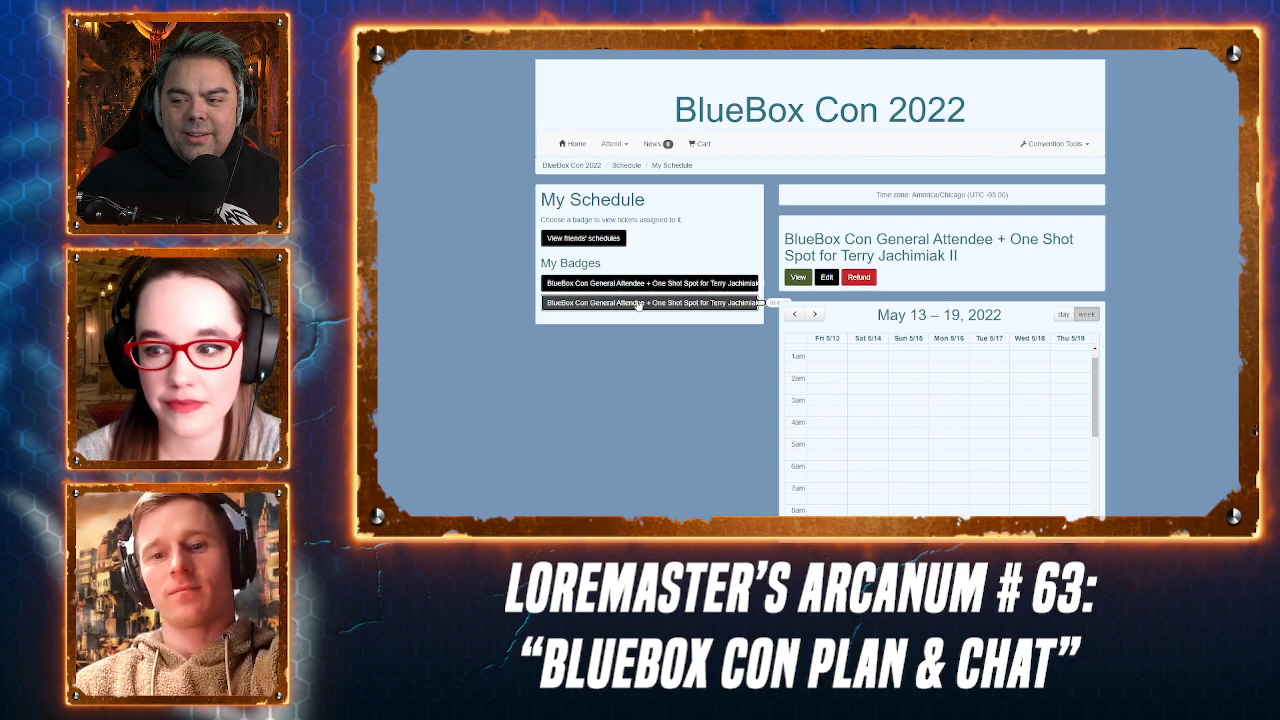 BlueBox Con 2022
Home Attend News 0 Cart Convention Tools
BlueBox Con 2022 / Schedule / My Schedule
My Schedule
Choose a badge to view tickets assigned to it.
View friends' schedules
My Badges
BlueBox Con General Attendee + One Shot Spot for Terry Jachimiak
BlueBox Con General Attendee + One Shot Spot for Terry Jachimiak
Time zone: America/Chicago (UTC -05:00)
BlueBox Con General Attendee + One Shot
Spot for Terry Jachimiak II
View Edit Refund
May 13 – 19, 2022
day week
Fri 5/13 Sat 5/14 Sun 5/15 Mon 5/16 Tue 5/17 Wed 5/18 Thu 5/19
1am
2am
3am
4am
5am
6am
7am
8am
LOREMASTER'S ARCANUM # 63:
“BLUEBOX CON PLAN & CHAT”